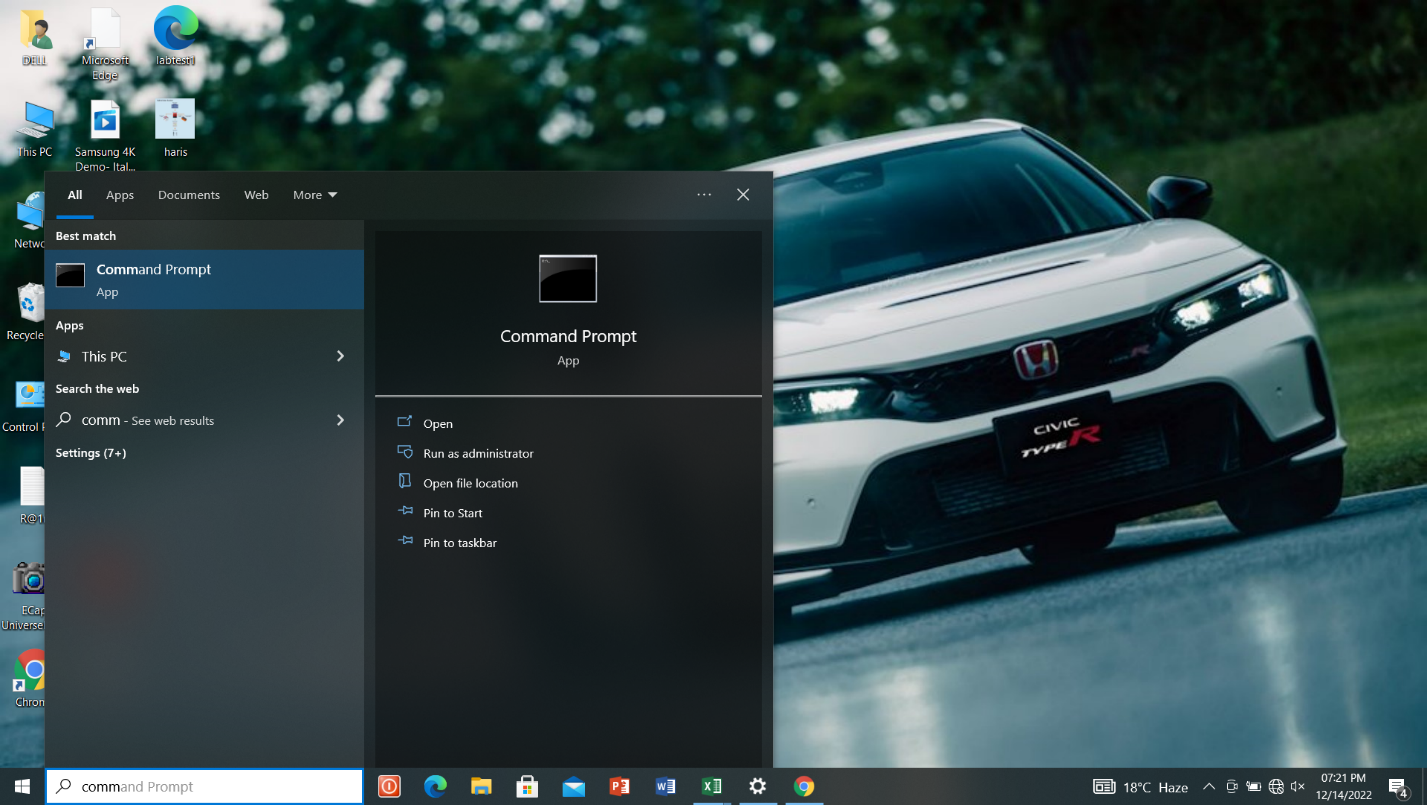 DELL
Microsoft
Edge
labtest1
This PC
Samsung 4K
Demo- Ital...
haris
Netwo
Recycle
Control P
R@1
ECap
Universe
Chrom
All
Apps
Documents
Web
More
Best match
Command Prompt
App
Apps
This PC
Search the web
comm - See web results
Settings (7+)
Command Prompt
App
Open
Run as administrator
Open file location
Pin to Start
Pin to taskbar
CIVIC
TYPE R
command Prompt
18°C Haze
07:21 PM
12/14/2022
4